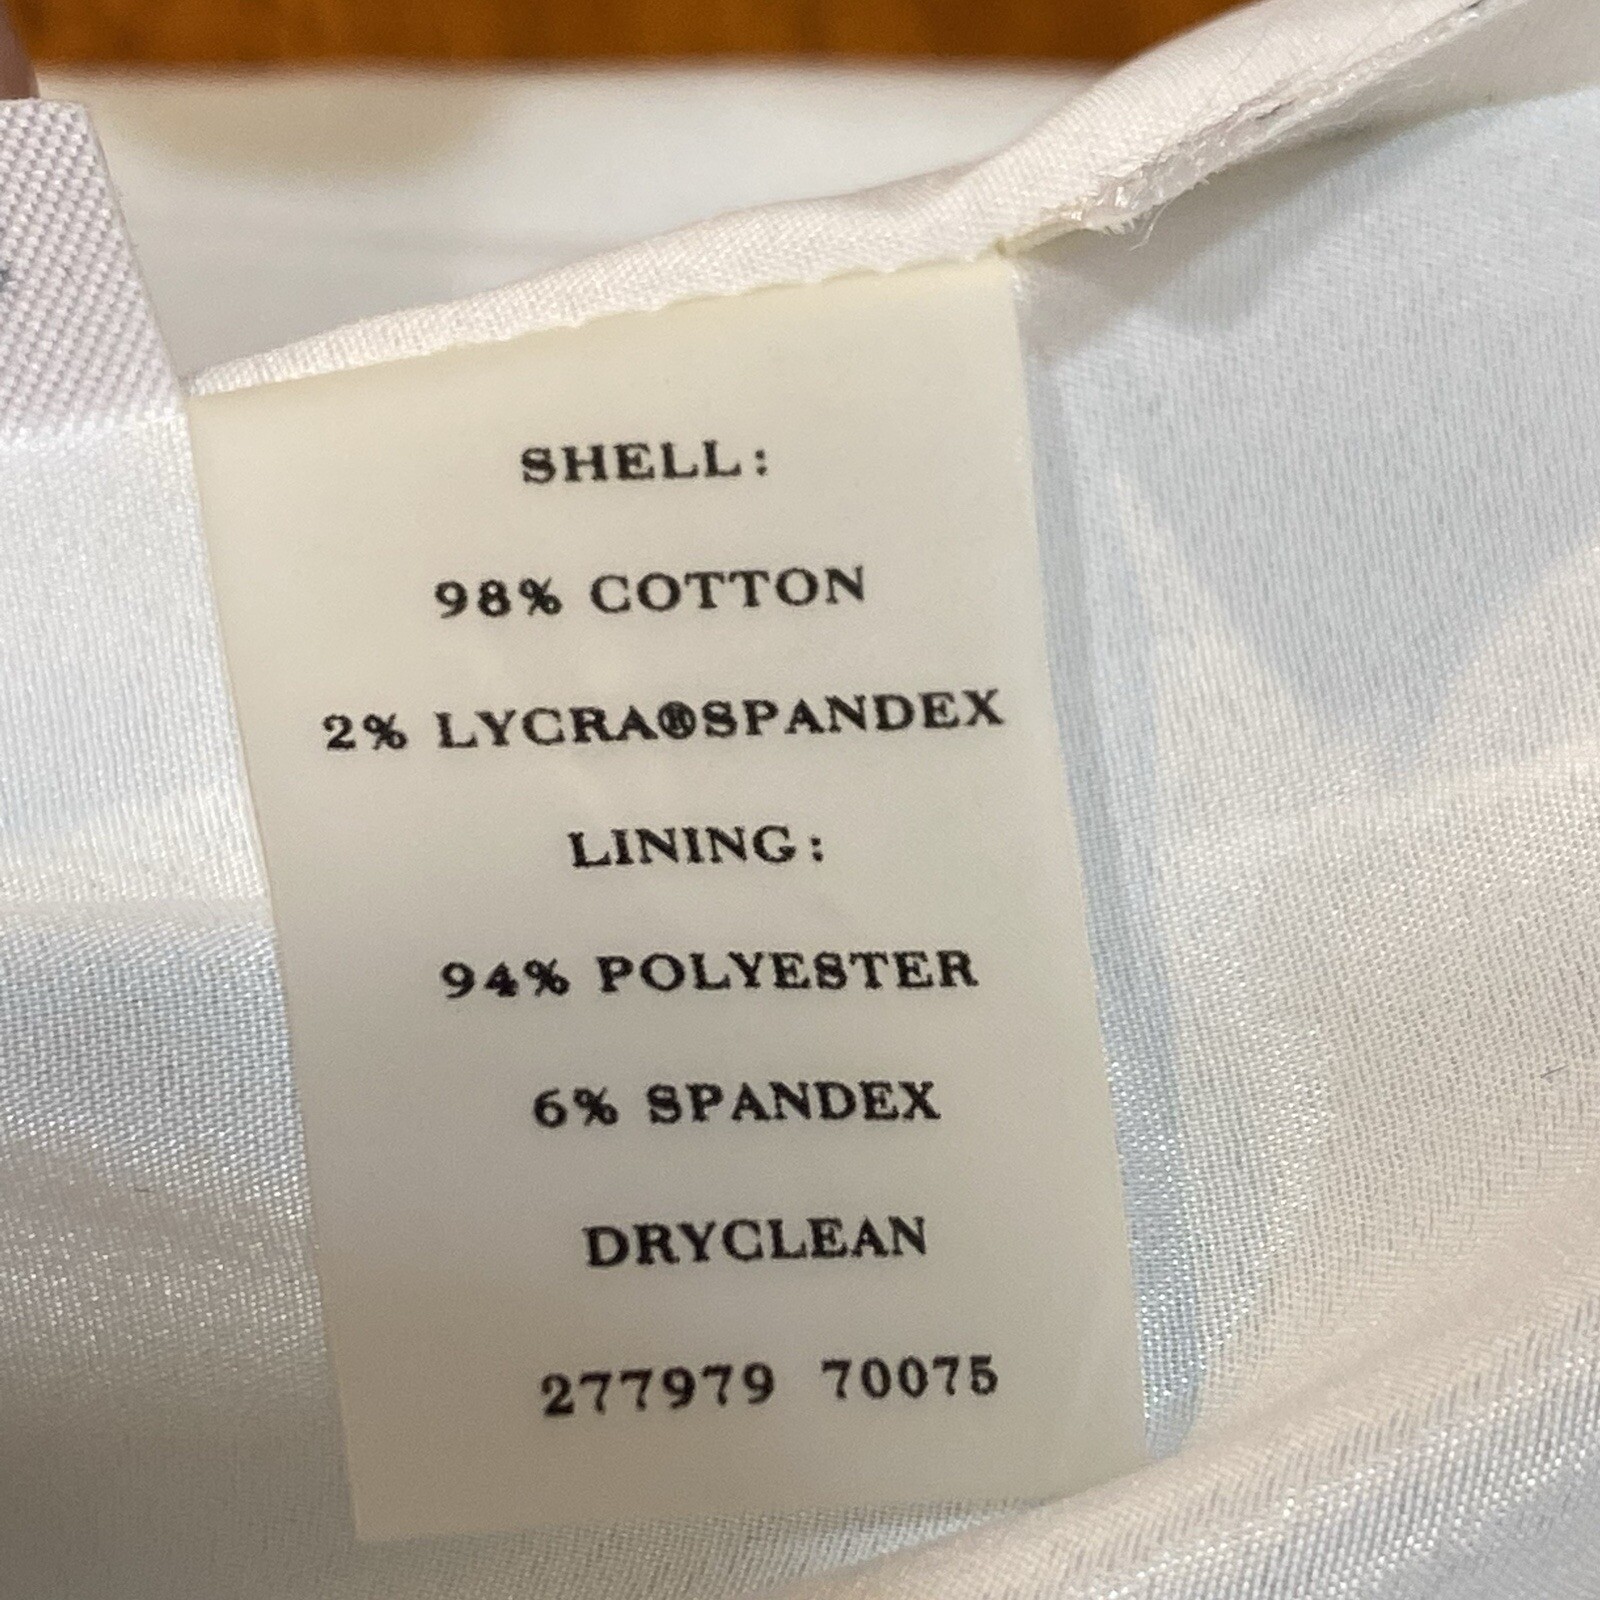 SHELL:
98% COTTON
2% LYCRA®SPANDEX
LINING:
94% POLYESTER
6% SPANDEX
DRYCLEAN
277979 70075